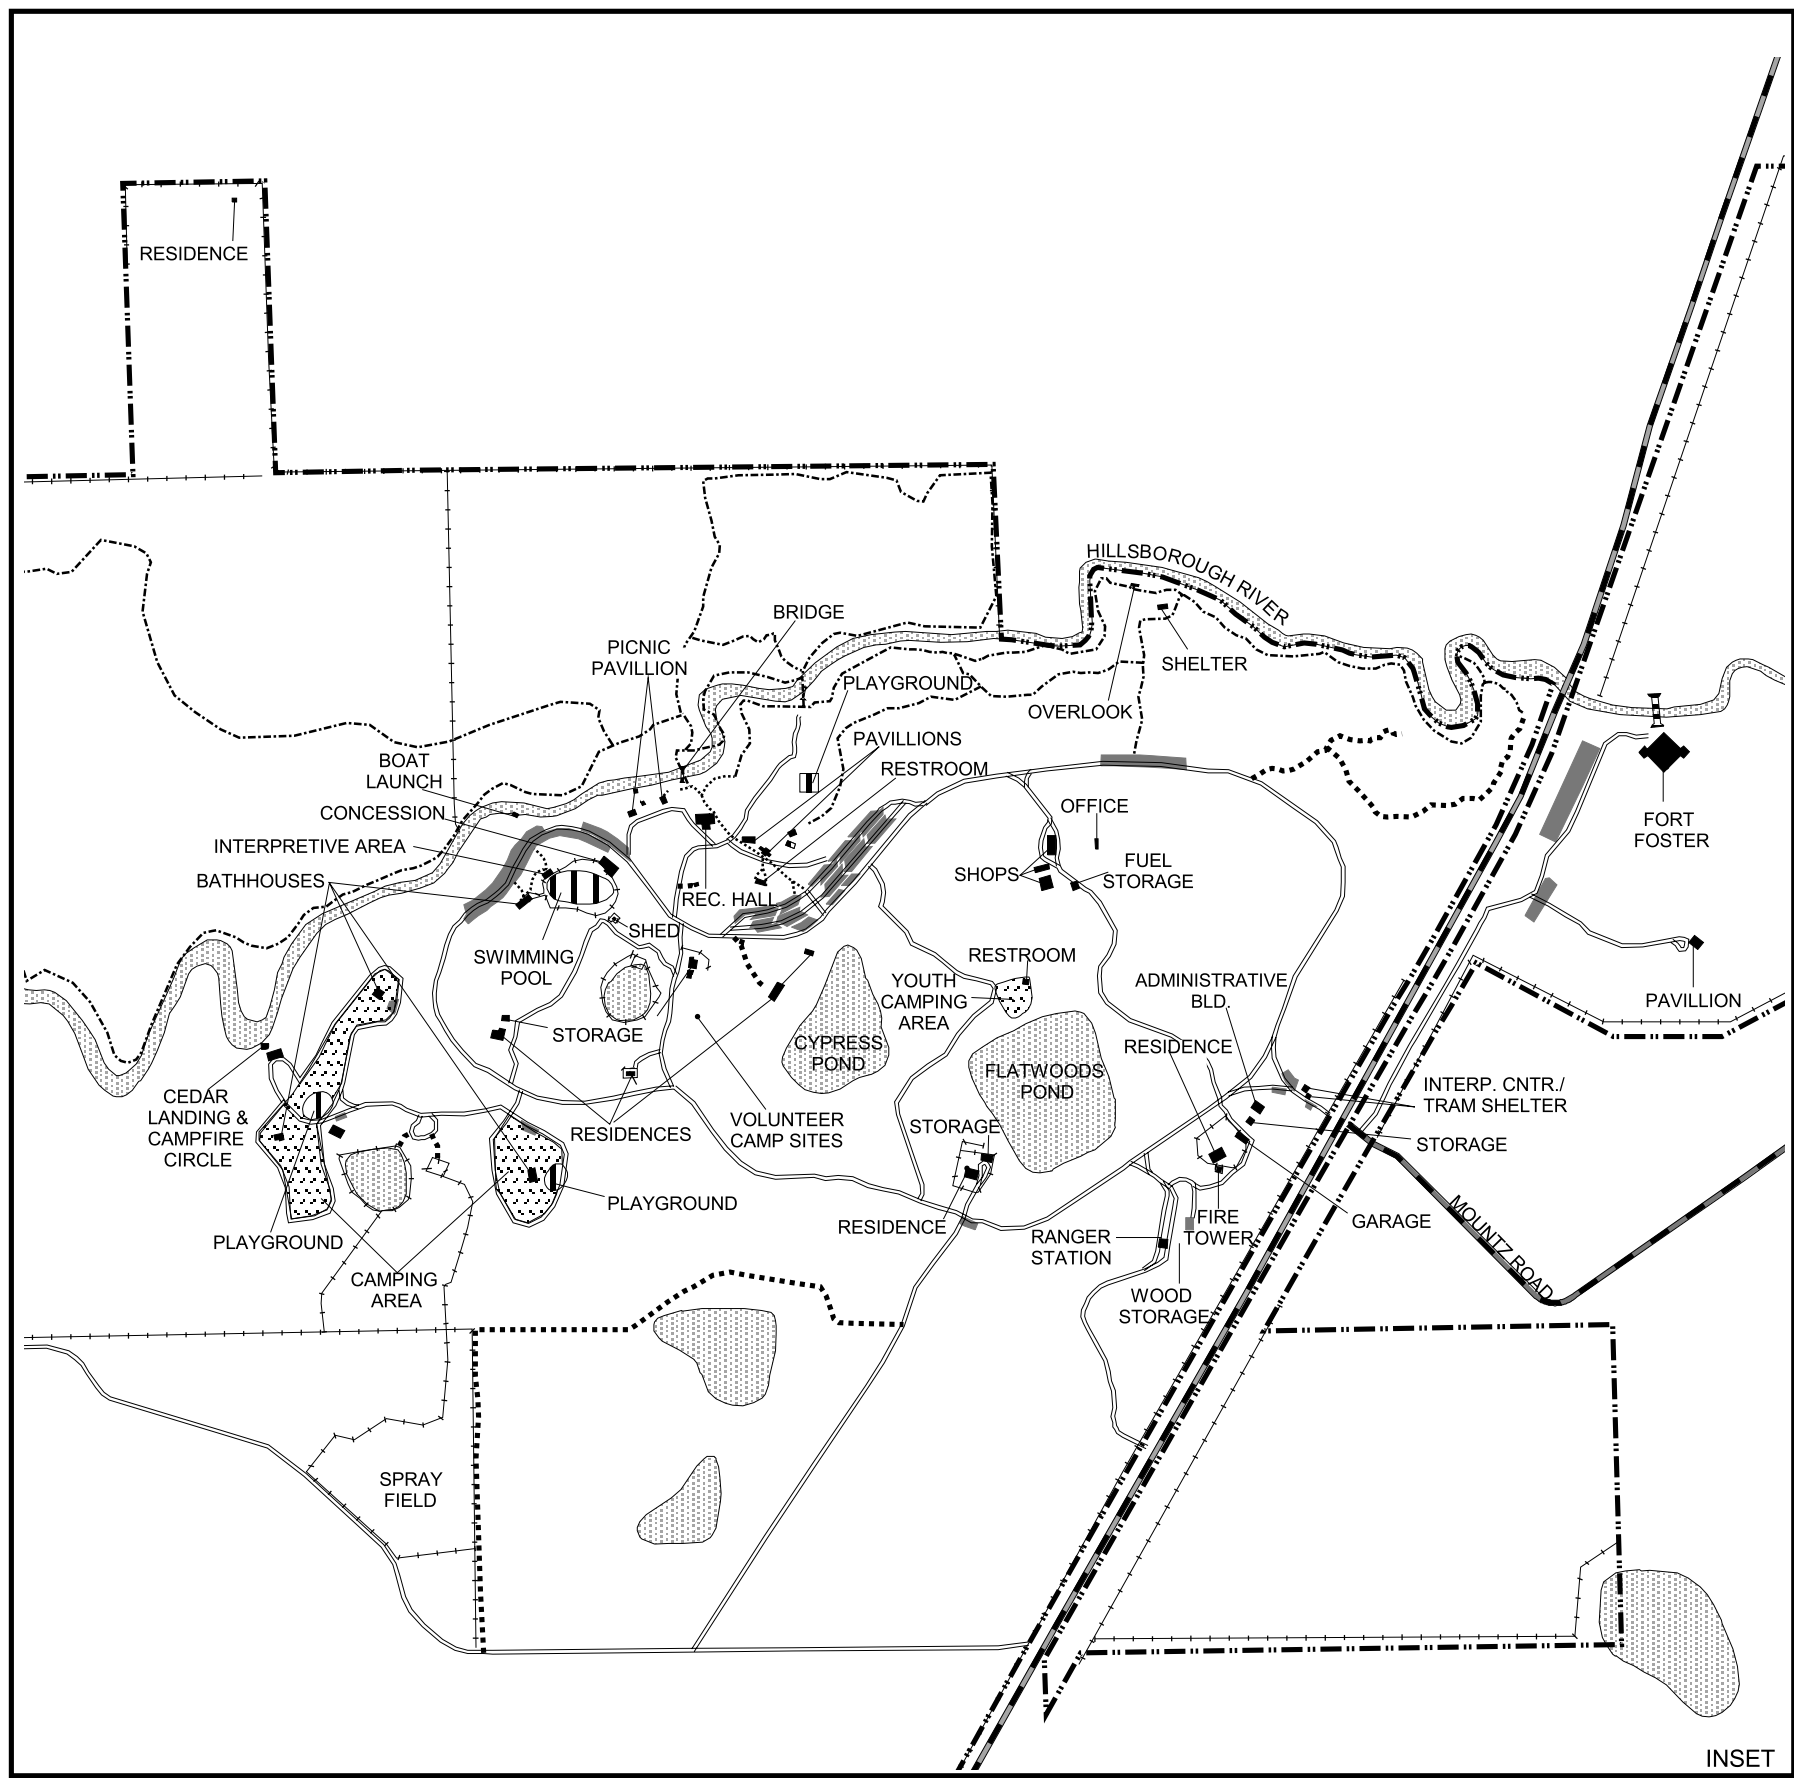 RESIDENCE
HILLSBOROUGH RIVER
BRIDGE
PICNIC
PAVILLION
SHELTER
PLAYGROUND
OVERLOOK
PAVILLIONS
BOAT
LAUNCH
RESTROOM
CONCESSION
OFFICE
FORT
FOSTER
INTERPRETIVE AREA
SHOPS
FUEL
STORAGE
BATHHOUSES
REC. HALL
SHED
SWIMMING
POOL
RESTROOM
YOUTH
CAMPING
AREA
ADMINISTRATIVE
BLD.
PAVILLION
STORAGE
CYPRESS
POND
RESIDENCE
FLATWOODS
POND
INTERP. CNTR./
TRAM SHELTER
CEDAR
LANDING &
CAMPFIRE
CIRCLE
RESIDENCES
VOLUNTEER
CAMP SITES
STORAGE
STORAGE
PLAYGROUND
MOUNTZ ROAD
RESIDENCE
RANGER
STATION
FIRE
TOWER
GARAGE
PLAYGROUND
CAMPING
AREA
WOOD
STORAGE
SPRAY
FIELD
INSET